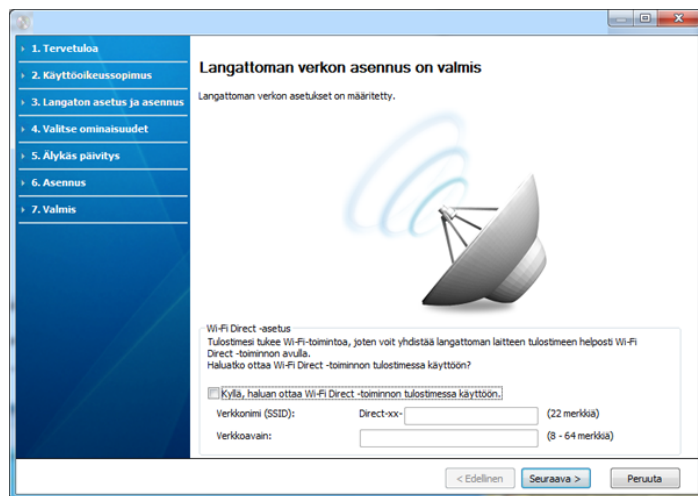 1. Tervetuloa
2. Käyttöoikeussopimus
3. Langaton asetus ja asennus
4. Valitse ominaisuudet
5. Älykäs päivitys
6. Asennus
7. Valmis
Langattoman verkon asennus on valmis
Langattoman verkon asetukset on määritetty.
Wi-Fi Direct -asetus
Tulostimesi tukee Wi-Fi-toimintoa, joten voit yhdistää langattoman laitteen tulostimeen helposti Wi-Fi
Direct -toiminnon avulla.
Haluatko ottaa Wi-Fi Direct -toiminnon tulostimessa käyttöön?
Kyllä, haluan ottaa Wi-Fi Direct -toiminnon tulostimessa käyttöön.
Verkkonimi (SSID): Direct-xx- (22 merkkiä)
Verkkoavain: (8 - 64 merkkiä)
< Edellinen Seuraava > Peruuta